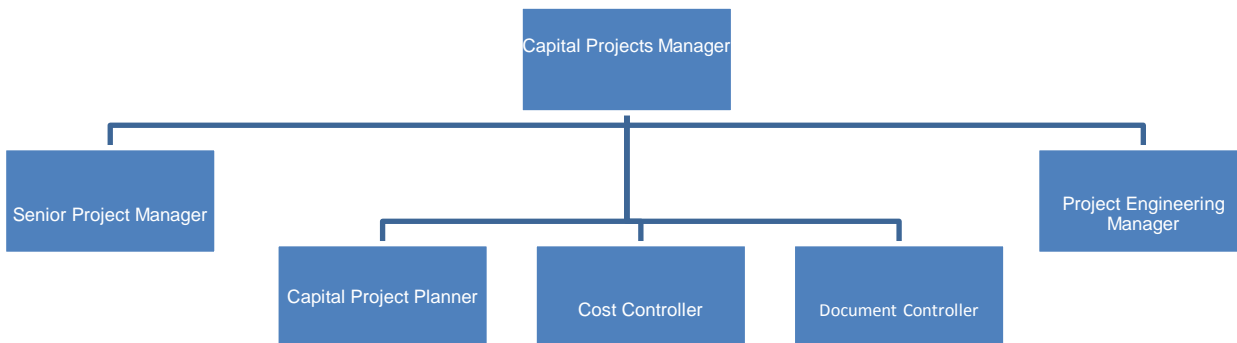 Capital Projects Manager
Senior Project Manager
Project Engineering
Manager
Capital Project Planner
Cost Controller
Document Controller